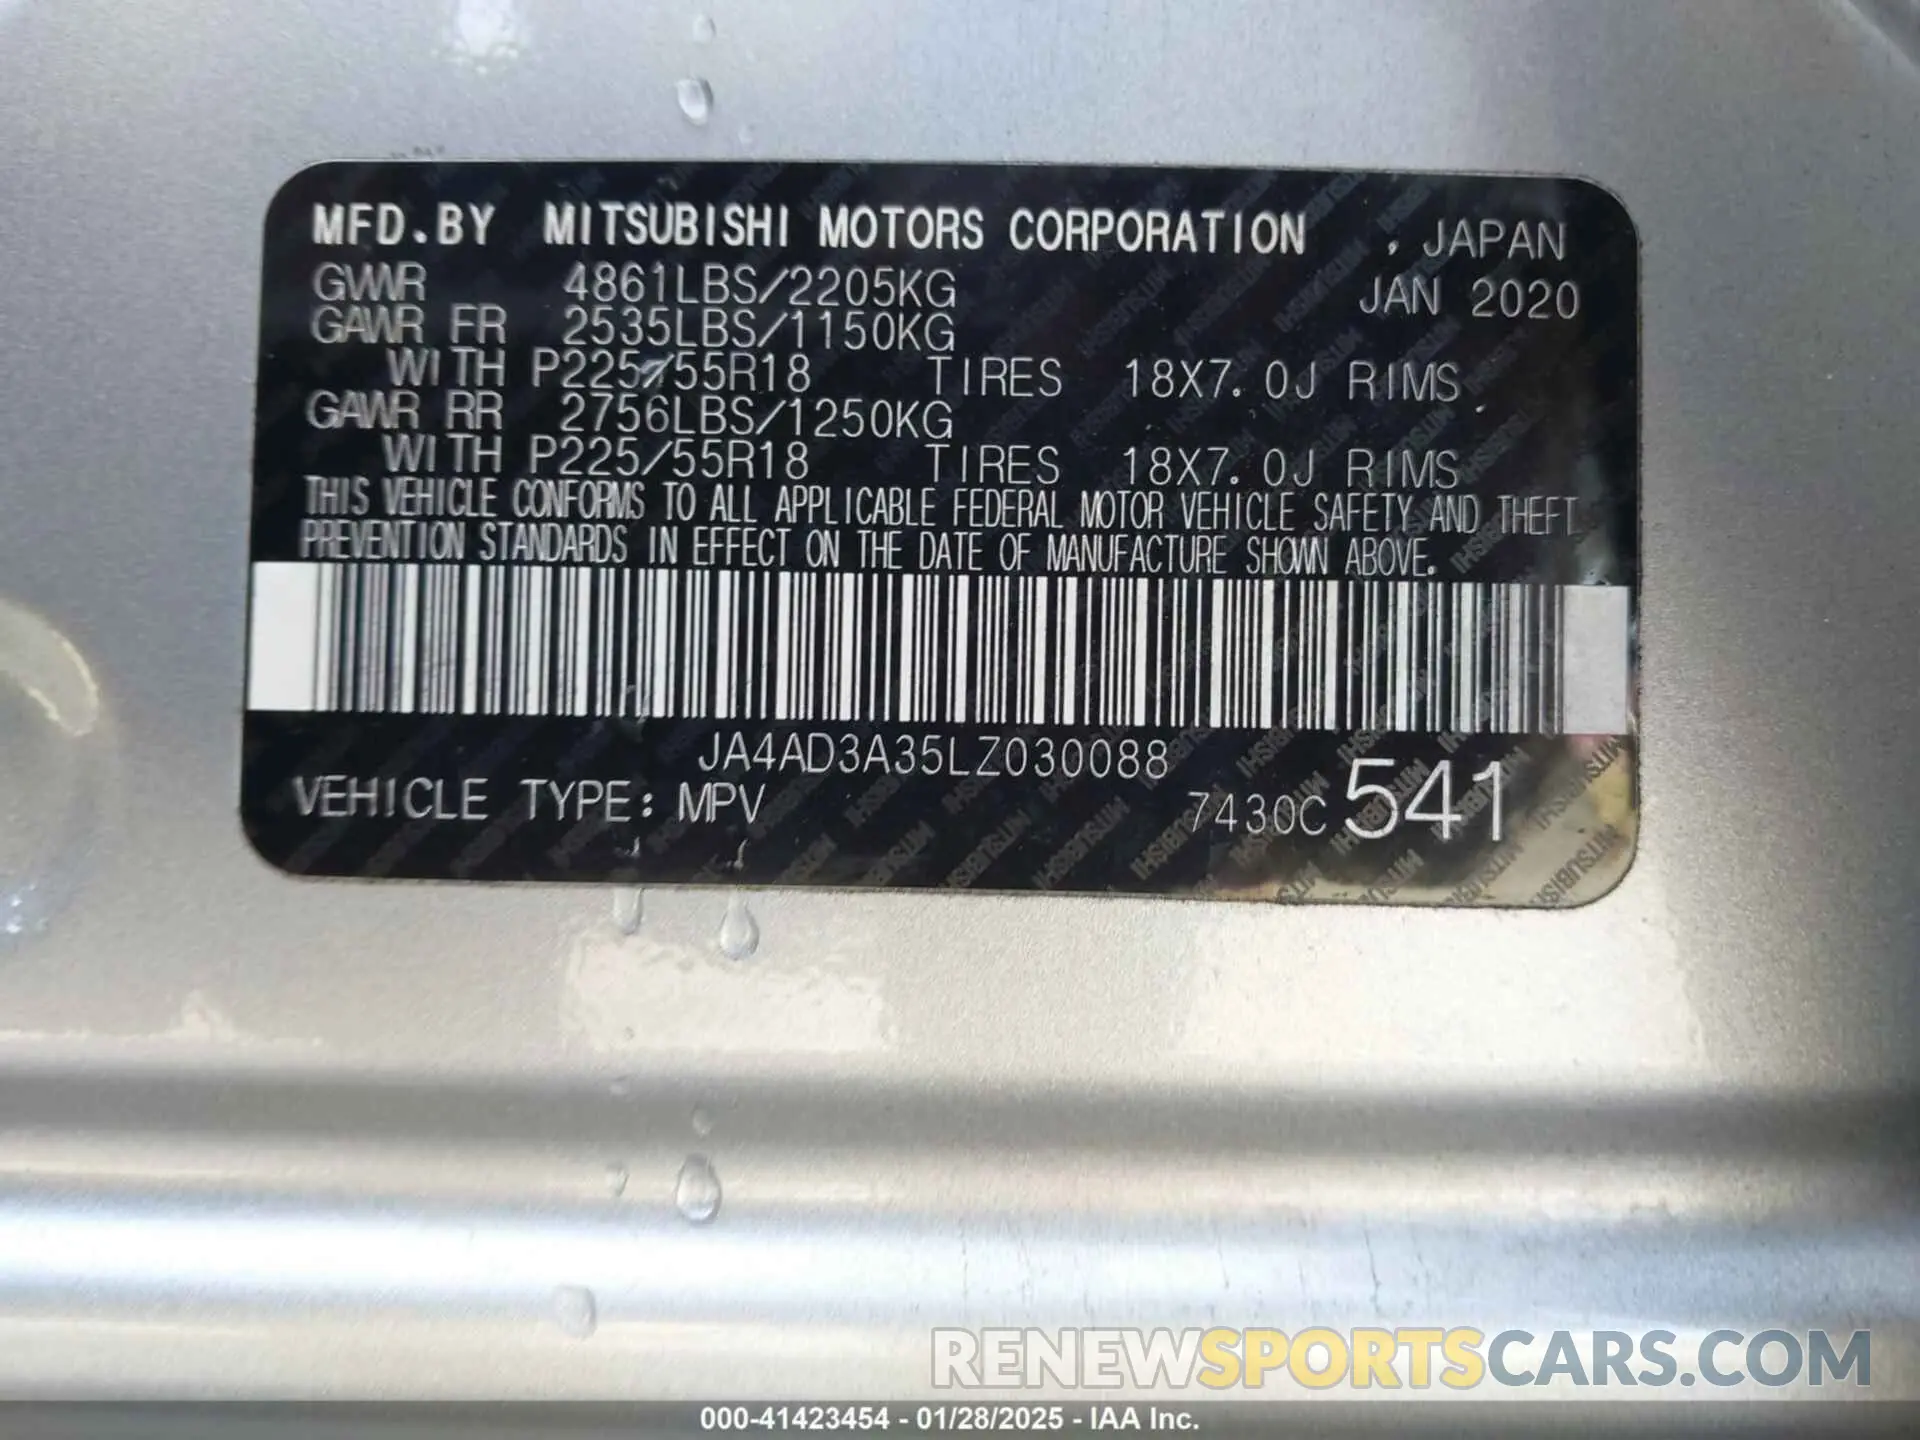 MFD.BY MITSUBISHI MOTORS CORPORATION , JAPAN
GVWR 4861LBS/2205KG JAN 2020
GAWR FR 2535LBS/1150KG
WITH P225/55R18 TIRES 18X7.0J RIMS
GAWR RR 2756LBS/1250KG
WITH P225/55R18 TIRES 18X7.0J RIMS
THIS VEHICLE CONFORMS TO ALL APPLICABLE FEDERAL MOTOR VEHICLE SAFETY AND THEFT
PREVENTION STANDARDS IN EFFECT ON THE DATE OF MANUFACTURE SHOWN ABOVE.
JA4AD3A35LZ030088
VEHICLE TYPE: MPV 7430C 541
RENEWSPORTSCARS.COM
000-41423454 - 01/28/2025 - IAA Inc.